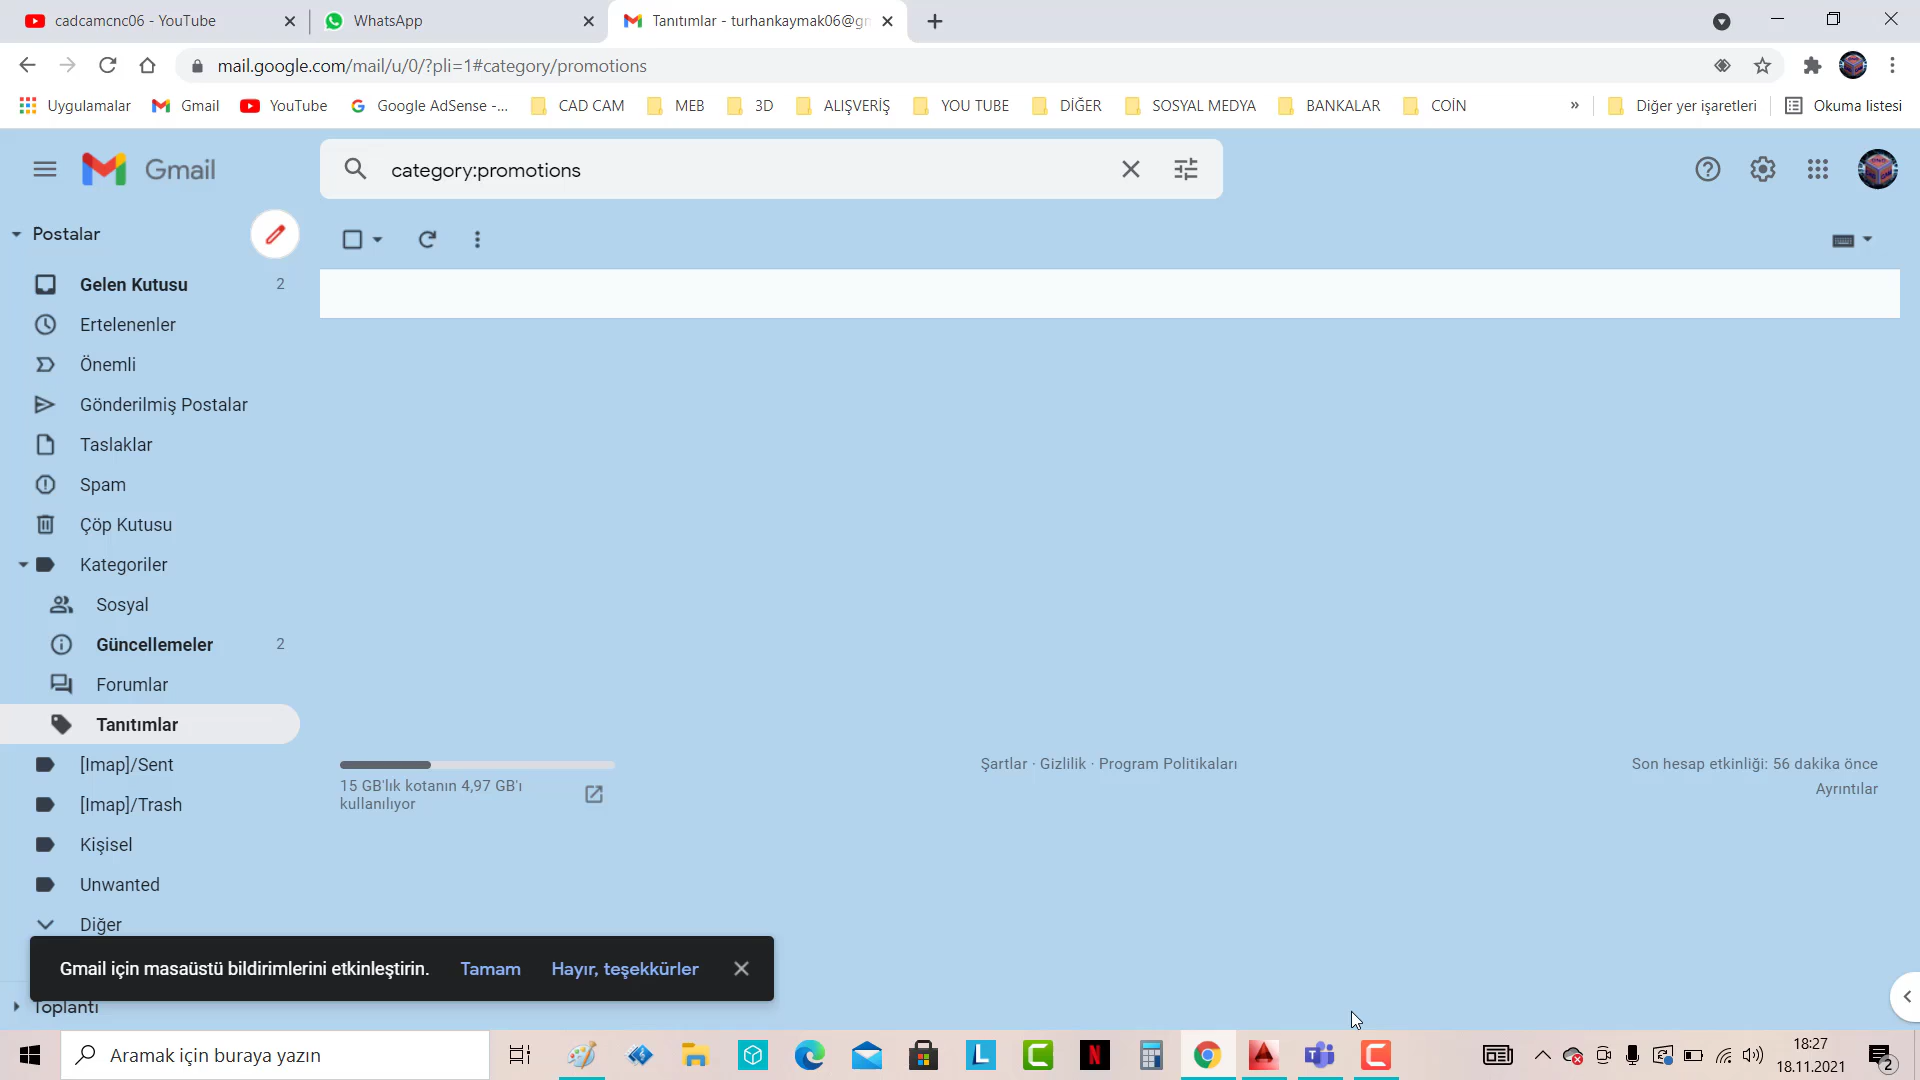 cadcamcnc06 - YouTube
WhatsApp
Tanıtımlar - turhankaymak06@gm
mail.google.com/mail/u/0/?pli=1#category/promotions
Uygulamalar
Gmail
YouTube
Google AdSense -...
CAD CAM
MEB
3D
ALIŞVERİŞ
YOU TUBE
DİĞER
SOSYAL MEDYA
BANKALAR
COİN
»
Diğer yer işaretleri
Okuma listesi
Gmail
category:promotions
Postalar
Gelen Kutusu 2
Ertelenenler
Önemli
Gönderilmiş Postalar
Taslaklar
Spam
Çöp Kutusu
Kategoriler
Sosyal
Güncellemeler 2
Forumlar
Tanıtımlar
[Imap]/Sent
[Imap]/Trash
Kişisel
Unwanted
Diğer
15 GB'lık kotanın 4,97 GB'ı
kullanılıyor
Şartlar · Gizlilik · Program Politikaları
Son hesap etkinliği: 56 dakika önce
Ayrıntılar
Gmail için masaüstü bildirimlerini etkinleştirin. Tamam Hayır, teşekkürler
Toplantı
Aramak için buraya yazın
18:27
18.11.2021
2